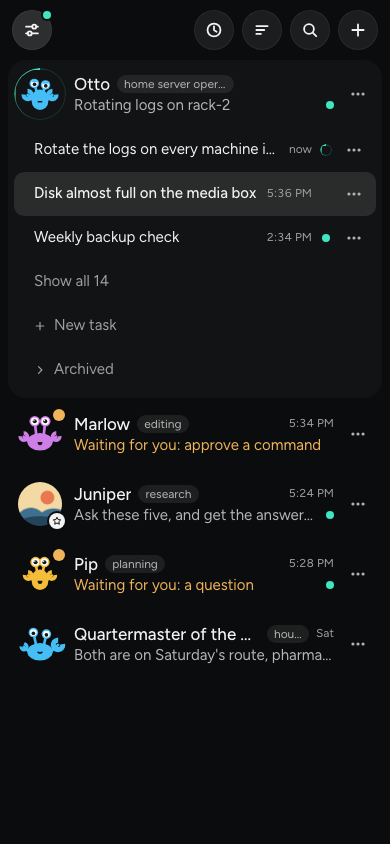 Otto home server oper...
Rotating logs on rack-2
Rotate the logs on every machine i... now
Disk almost full on the media box 5:36 PM
Weekly backup check 2:34 PM
Show all 14
+ New task
> Archived
Marlow editing 5:34 PM
Waiting for you: approve a command
Juniper research 5:24 PM
Ask these five, and get the answer...
Pip planning 5:28 PM
Waiting for you: a question
Quartermaster of the ... hou... Sat
Both are on Saturday's route, pharma...